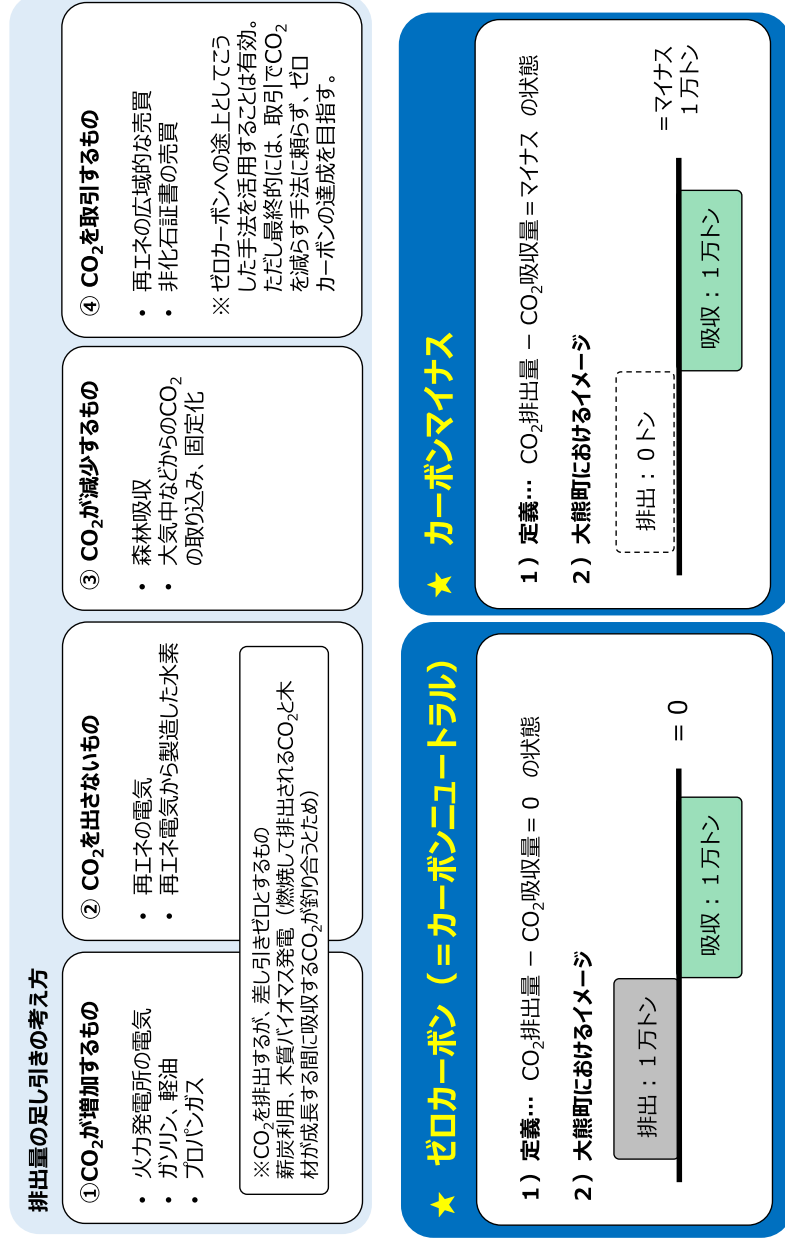 排出量の足し引きの考え方
①CO₂が増加するもの
• 火力発電所の電気
• ガソリン、軽油
• プロパンガス
② CO₂を出さないもの
• 再エネの電気
• 再エネ電気から製造した水素
※CO₂を排出するが、差し引きゼロとするもの
薪炭利用、木質バイオマス発電 (燃焼して排出されるCO₂と木
材が成長する間に吸収するCO₂が釣り合うとため)
③ CO₂が減少するもの
• 森林吸収
• 大気中などからのCO₂
の取り込み、固定化
④ CO₂を取引するもの
• 再エネの広域的な売買
• 非化石証書の売買
※ ゼロカーボンへの途上としてこう
した手法を活用することは有効。
ただし最終的には、取引でCO₂
を減らす手法に頼らず、ゼロ
カーボンの達成を目指す。
★ ゼロカーボン (=カーボンニュートラル)
1) 定義… CO₂排出量 − CO₂吸収量=0 の状態
2) 大熊町におけるイメージ
排出:1万トン
吸収:1万トン
=0
★ カーボンマイナス
1) 定義… CO₂排出量 − CO₂吸収量=マイナス の状態
2) 大熊町におけるイメージ
排出:0トン
吸収:1万トン
=マイナス
1万トン